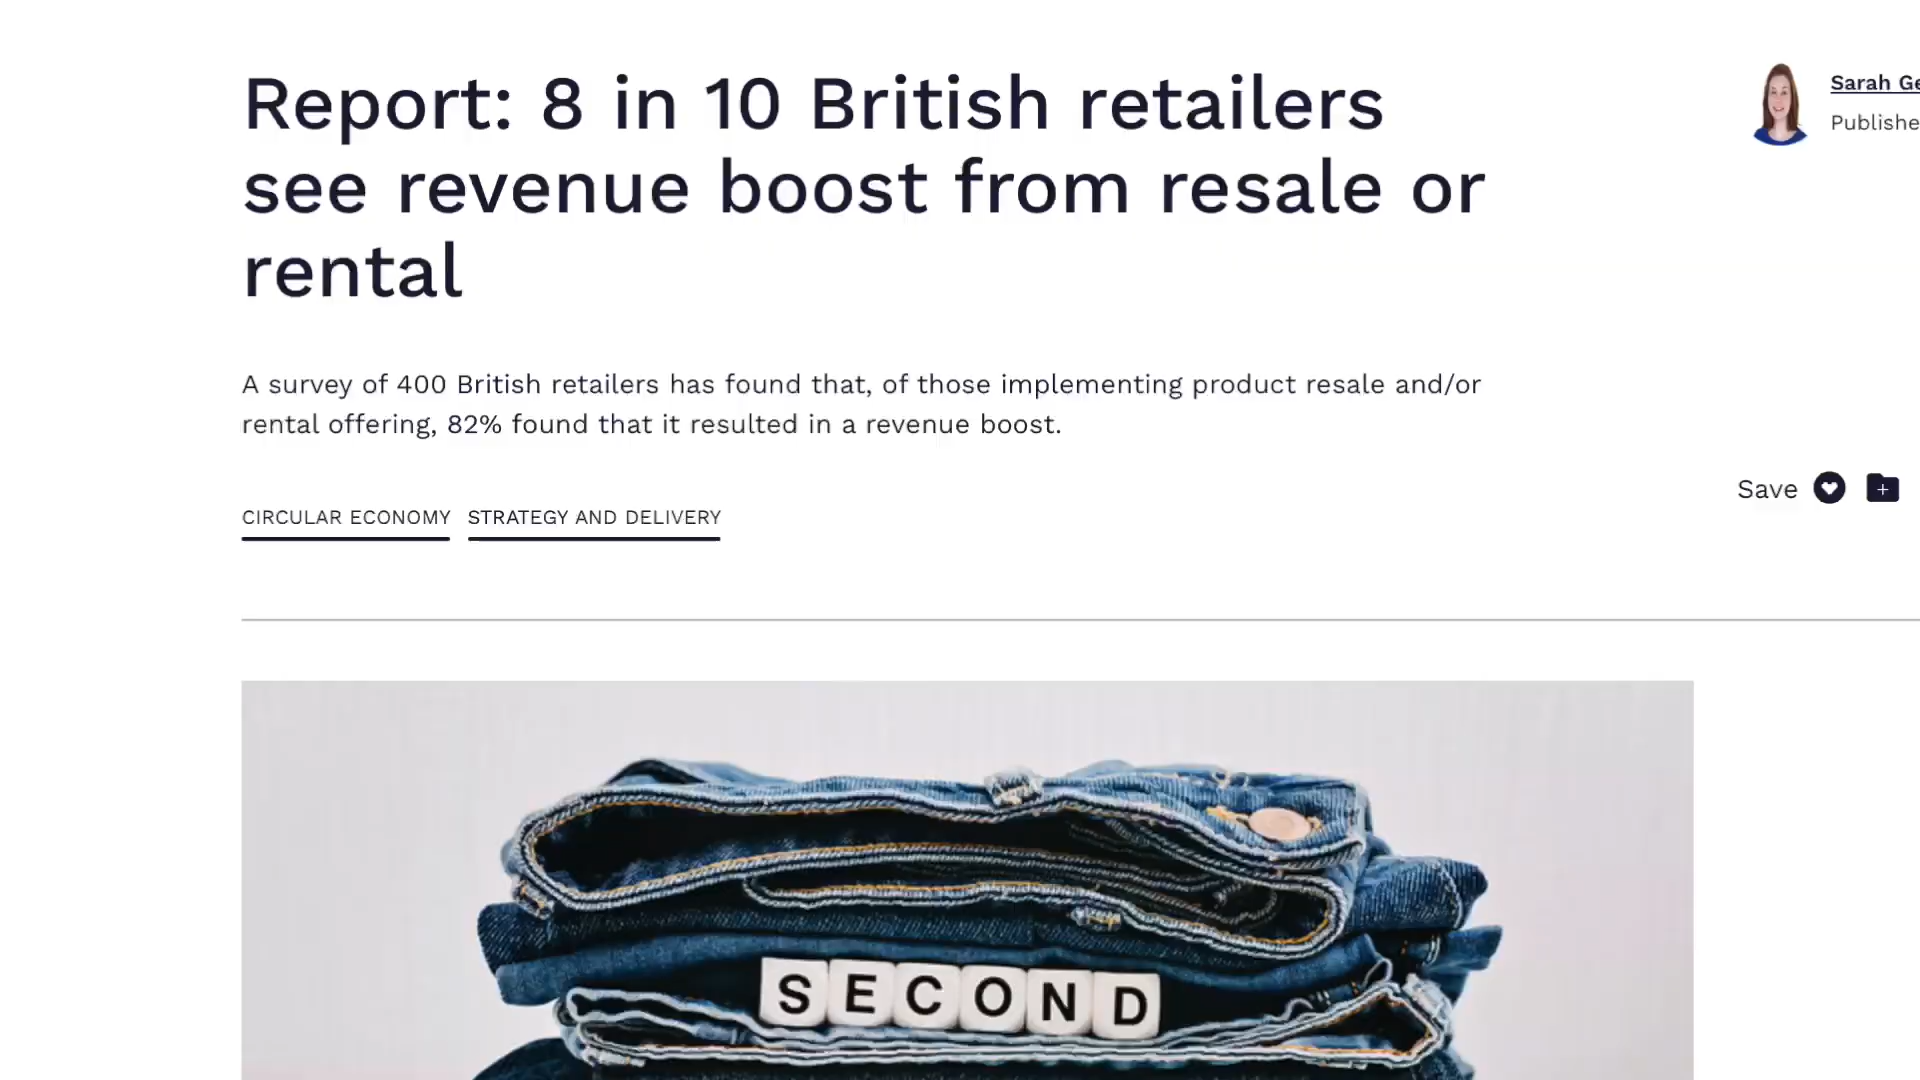 Report: 8 in 10 British retailers
see revenue boost from resale or
rental
Sarah
A survey of 400 British retailers has found that, of those implementing product resale and/or
rental offering, 82% found that it resulted in a revenue boost.
Save
CIRCULAR ECONOMY STRATEGY AND DELIVERY
SECOND